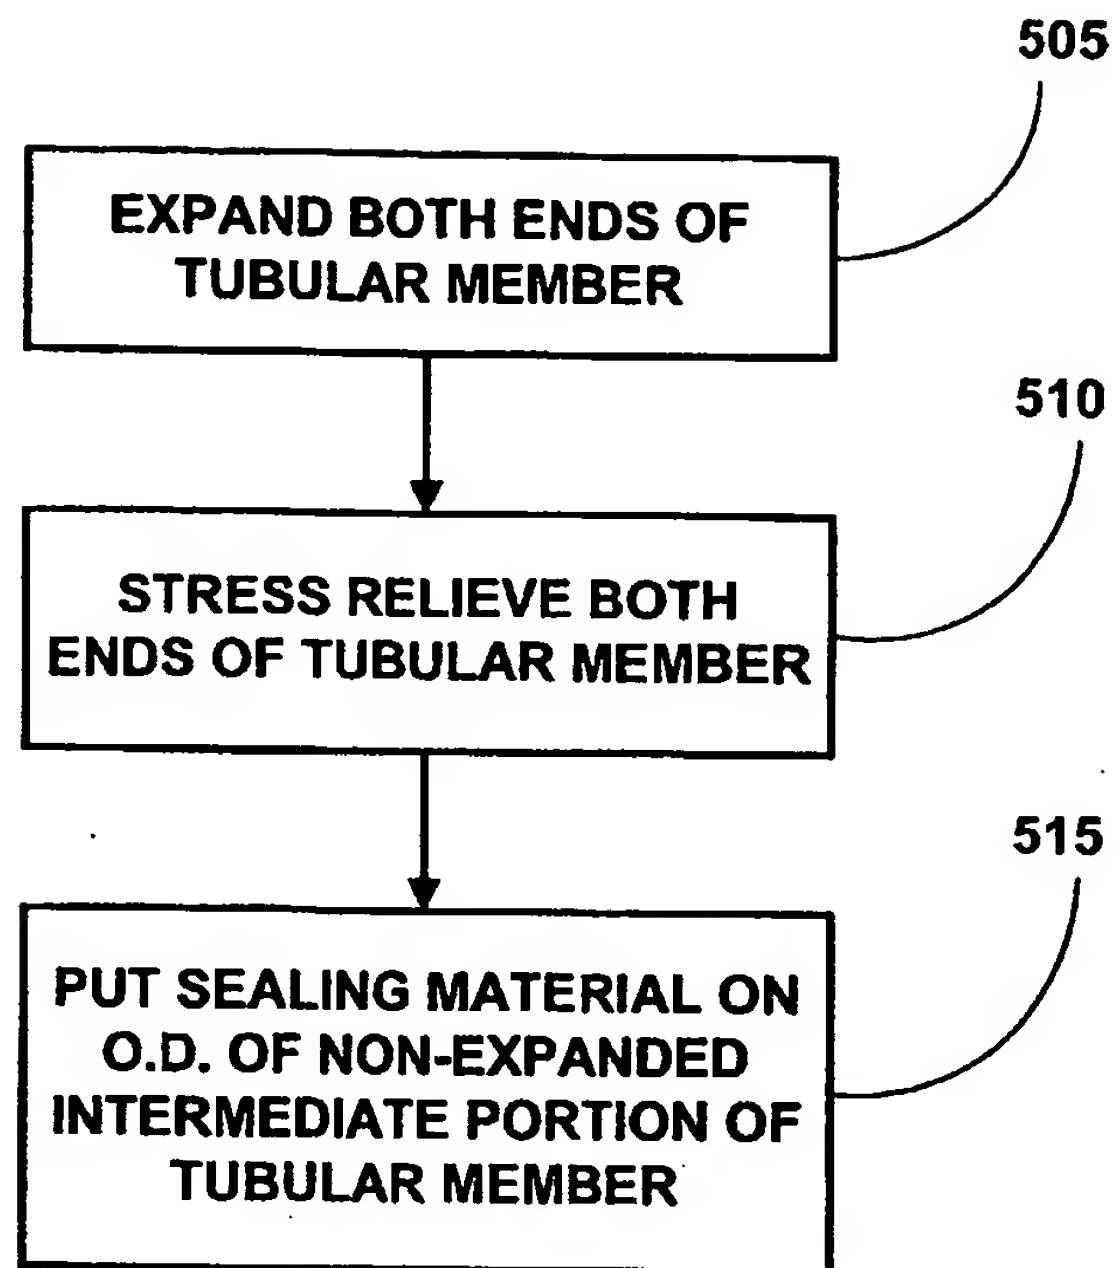 505
EXPAND BOTH ENDS OF
TUBULAR MEMBER
510
STRESS RELIEVE BOTH
ENDS OF TUBULAR MEMBER
515
PUT SEALING MATERIAL ON
O.D. OF NON-EXPANDED
INTERMEDIATE PORTION OF
TUBULAR MEMBER